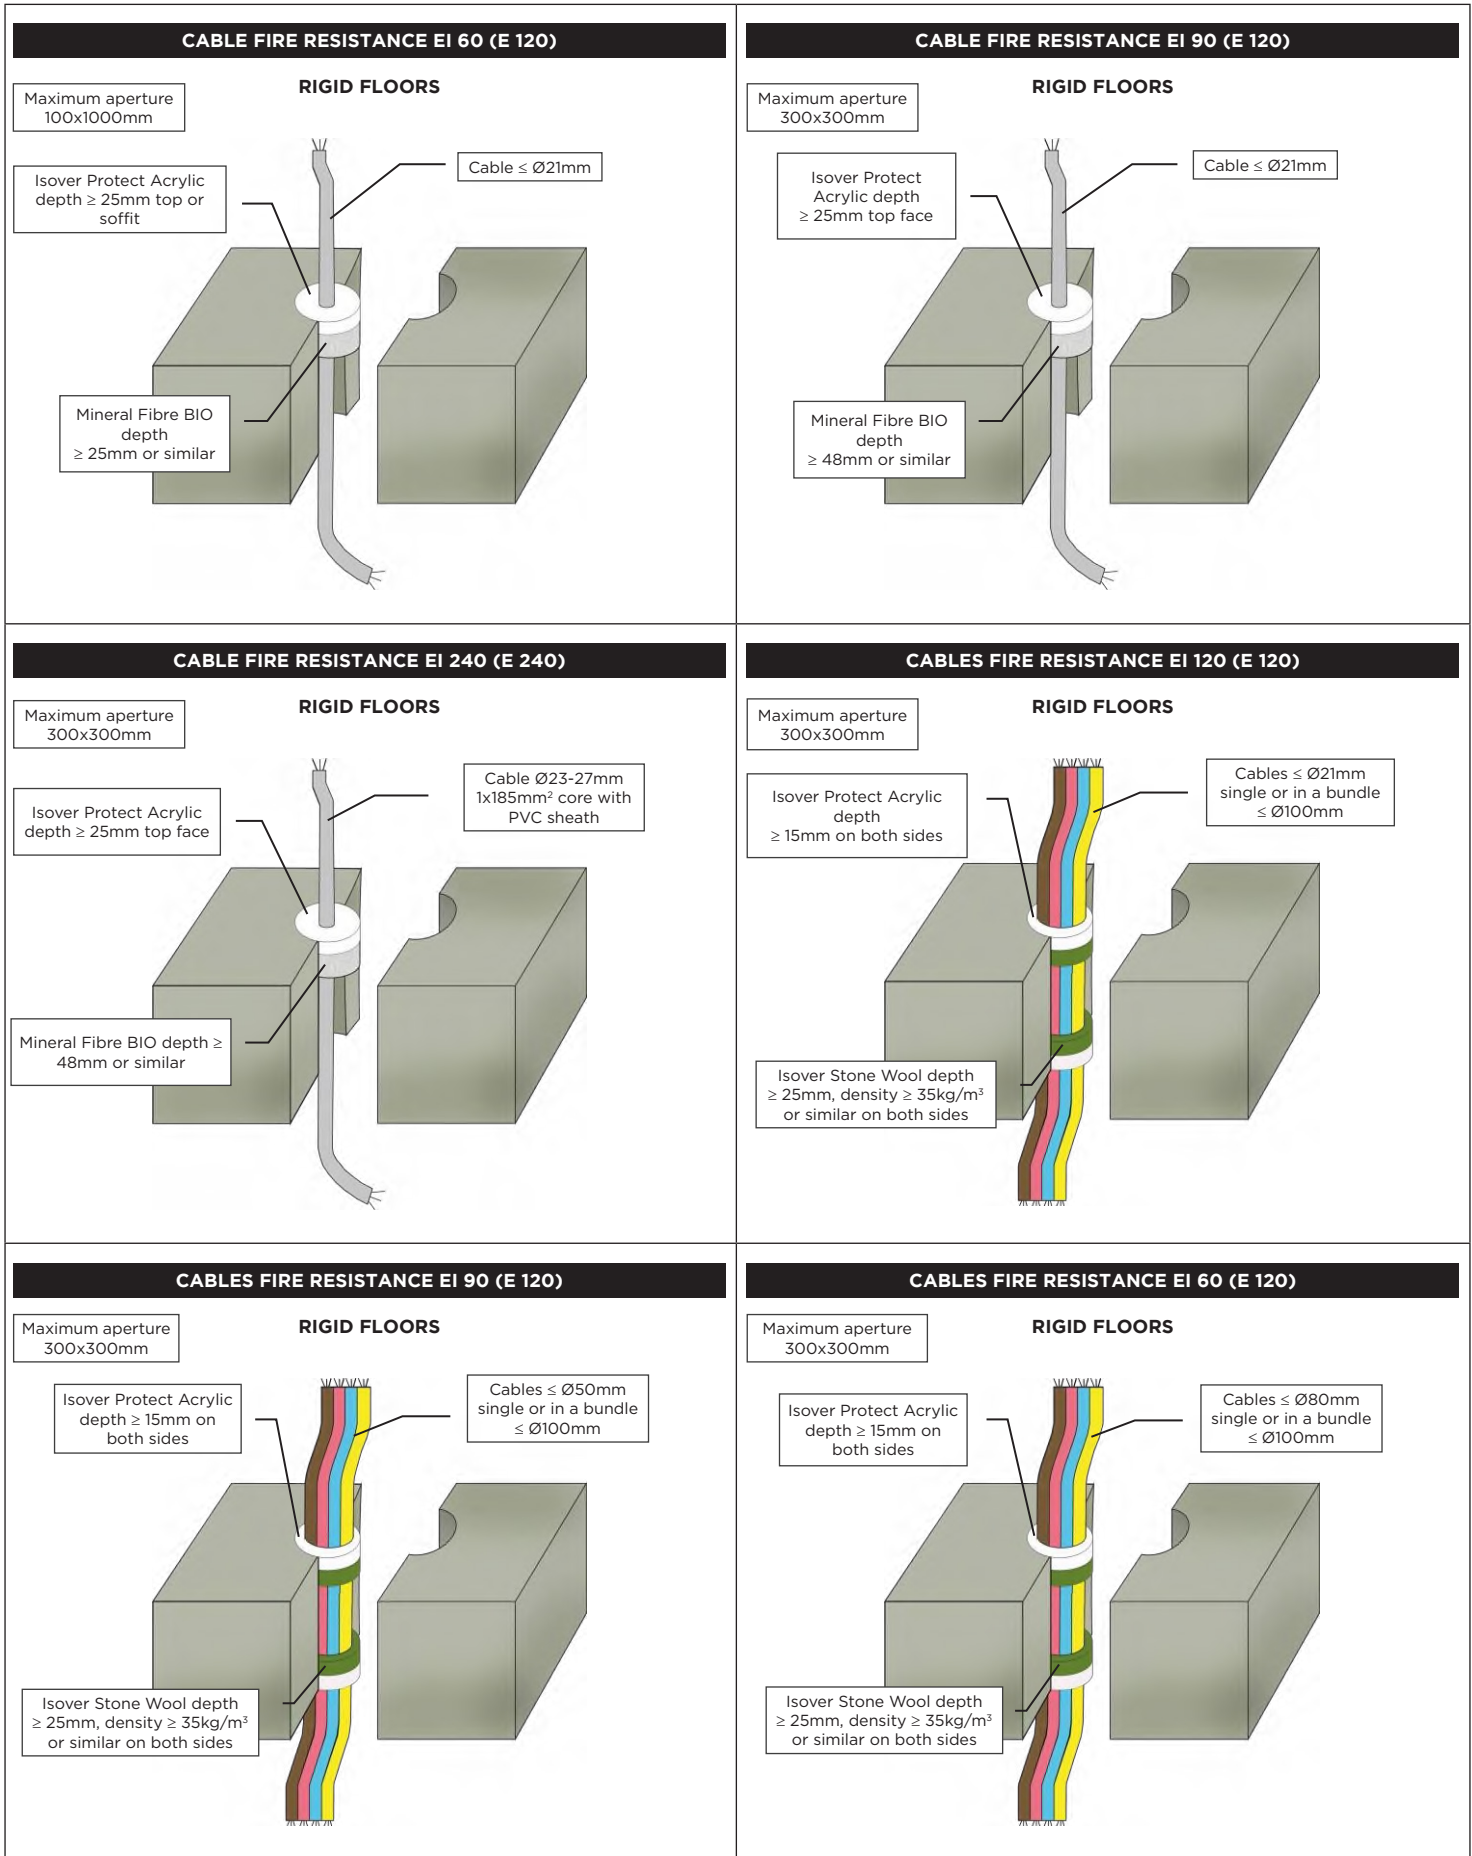 CABLE FIRE RESISTANCE EI 60 (E 120)
RIGID FLOORS
Maximum aperture
100x1000mm
Cable ≤ Ø21mm
Isover Protect Acrylic
depth ≥ 25mm top or
soffit
Mineral Fibre BIO
depth
≥ 25mm or similar
CABLE FIRE RESISTANCE EI 90 (E 120)
RIGID FLOORS
Maximum aperture
300x300mm
Cable ≤ Ø21mm
Isover Protect
Acrylic depth
≥ 25mm top face
Mineral Fibre BIO
depth
≥ 48mm or similar
CABLE FIRE RESISTANCE EI 240 (E 240)
RIGID FLOORS
Maximum aperture
300x300mm
Cable Ø23-27mm
1x185mm² core with
PVC sheath
Isover Protect Acrylic
depth ≥ 25mm top face
Mineral Fibre BIO depth ≥
48mm or similar
CABLES FIRE RESISTANCE EI 120 (E 120)
RIGID FLOORS
Maximum aperture
300x300mm
Cables ≤ Ø21mm
single or in a bundle
≤ Ø100mm
Isover Protect Acrylic
depth
≥ 15mm on both sides
Isover Stone Wool depth
≥ 25mm, density ≥ 35kg/m³
or similar on both sides
CABLES FIRE RESISTANCE EI 90 (E 120)
RIGID FLOORS
Maximum aperture
300x300mm
Isover Protect Acrylic
depth ≥ 15mm on
both sides
Cables ≤ Ø50mm
single or in a bundle
≤ Ø100mm
Isover Stone Wool depth
≥ 25mm, density ≥ 35kg/m³
or similar on both sides
CABLES FIRE RESISTANCE EI 60 (E 120)
RIGID FLOORS
Maximum aperture
300x300mm
Isover Protect Acrylic
depth ≥ 15mm on
both sides
Cables ≤ Ø80mm
single or in a bundle
≤ Ø100mm
Isover Stone Wool depth
≥ 25mm, density ≥ 35kg/m³
or similar on both sides